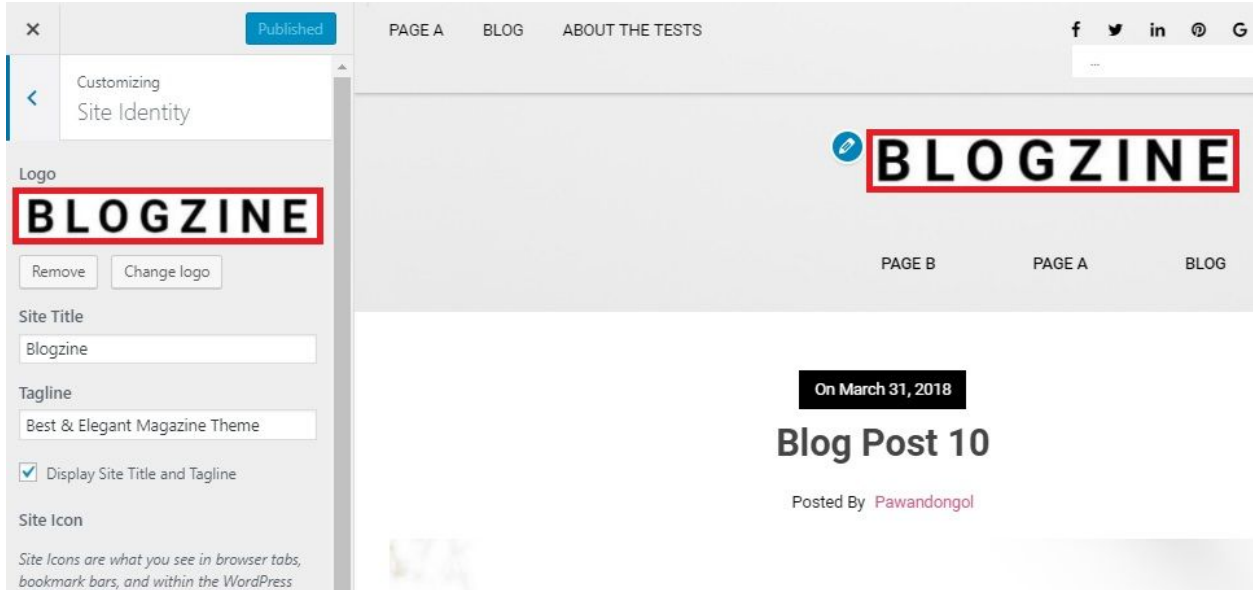 Published
Customizing
Site Identity
Logo
BLOGZINE
Remove Change logo
Site Title
Blogzine
Tagline
Best & Elegant Magazine Theme
Display Site Title and Tagline
Site Icon
Site Icons are what you see in browser tabs,
bookmark bars, and within the WordPress
PAGE A BLOG ABOUT THE TESTS
...
BLOGZINE
PAGE B PAGE A BLOG
On March 31, 2018
Blog Post 10
Posted By Pawandongol